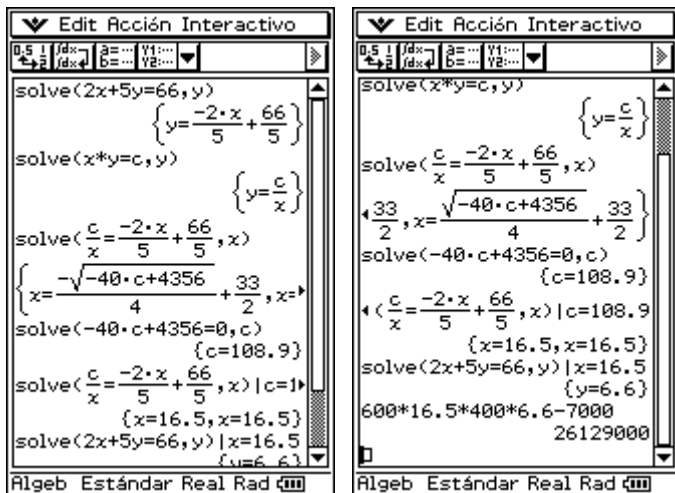 Edit Acción Interactivo
solve(2x+5y=66,y)
{y=-2·x/5+66/5}
solve(x*y=c,y)
{y=c/x}
solve(c/x=-2·x/5+66/5,x)
{x=-√-40·c+4356/4+33/2,x=
solve(-40·c+4356=0,c)
{c=108.9}
solve(c/x=-2·x/5+66/5,x)|c=1
{x=16.5,x=16.5}
solve(2x+5y=66,y)|x=16.5
{y=6.6}
Algeb Estándar Real Rad
Edit Acción Interactivo
solve(x*y=c,y)
{y=c/x}
solve(c/x=-2·x/5+66/5,x)
33/2,x=√-40·c+4356/4+33/2}
solve(-40·c+4356=0,c)
{c=108.9}
(c/x=-2·x/5+66/5,x)|c=108.9
{x=16.5,x=16.5}
solve(2x+5y=66,y)|x=16.5
{y=6.6}
600*16.5*400*6.6-7000
26129000
Algeb Estándar Real Rad